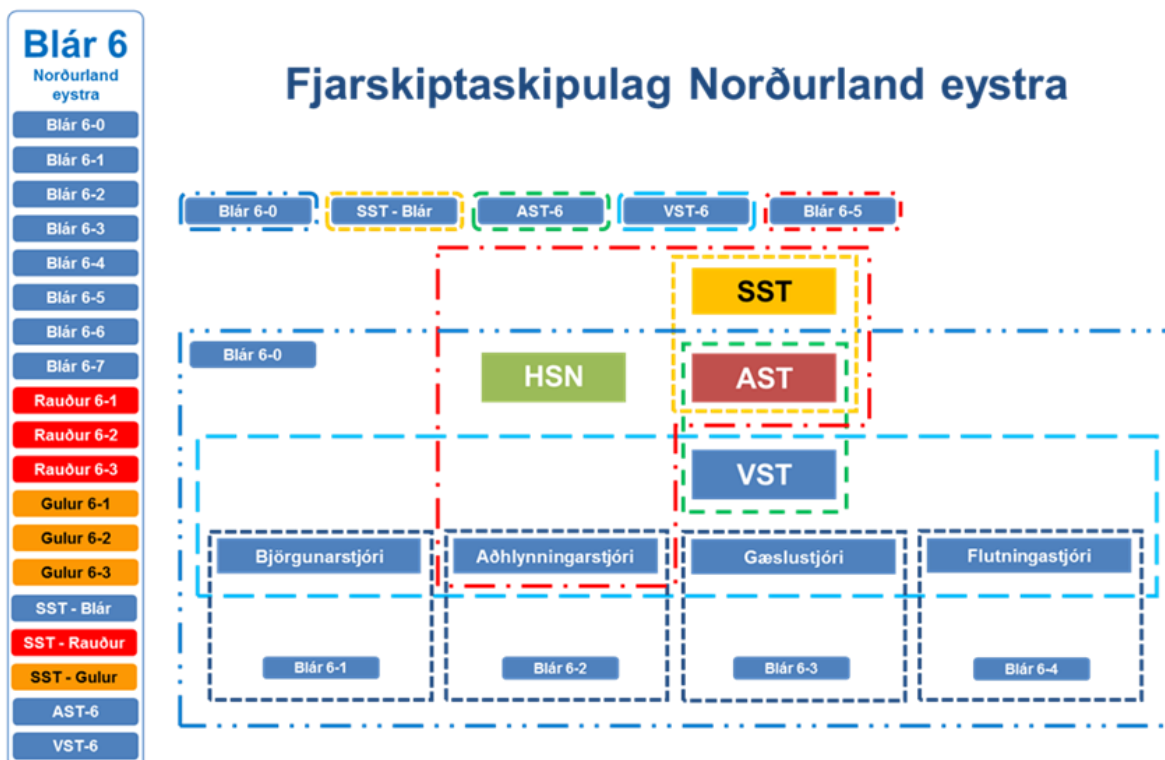 Blár 6
Norðurland
eystra
Blár 6-0
Blár 6-1
Blár 6-2
Blár 6-3
Blár 6-4
Blár 6-5
Blár 6-6
Blár 6-7
Rauður 6-1
Rauður 6-2
Rauður 6-3
Gulur 6-1
Gulur 6-2
Gulur 6-3
SST - Blár
SST - Rauður
SST - Gulur
AST-6
VST-6
Fjarskiptaskipulag Norðurland eystra
Blár 6-0 SST - Blár AST-6 VST-6 Blár 6-5
SST
Blár 6-0
HSN AST
VST
Björgunarstjóri Aðhlynningarstjóri Gæslustjóri Flutningastjóri
Blár 6-1 Blár 6-2 Blár 6-3 Blár 6-4